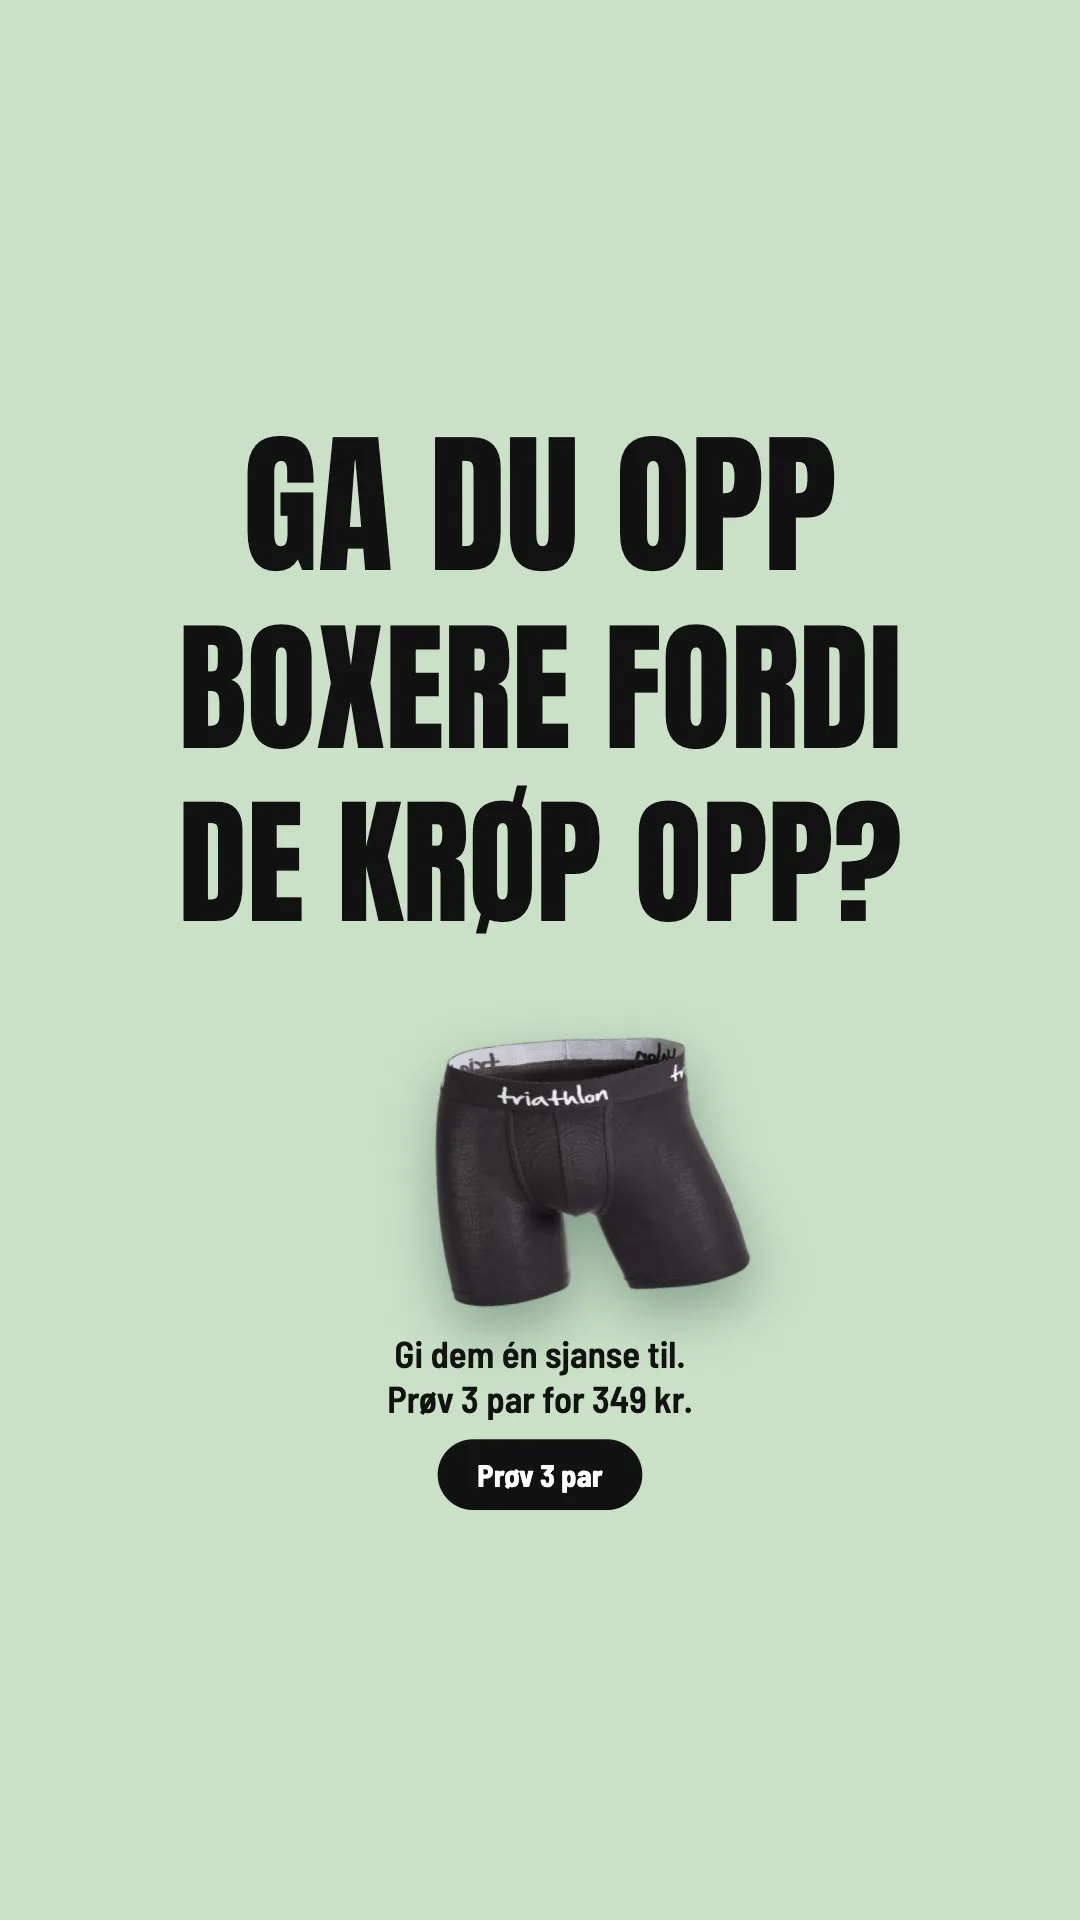 GA DU OPP
BOXERE FORDI
DE KRØP OPP?
triathlon
Gi dem én sjanse til.
Prøv 3 par for 349 kr.
Prøv 3 par